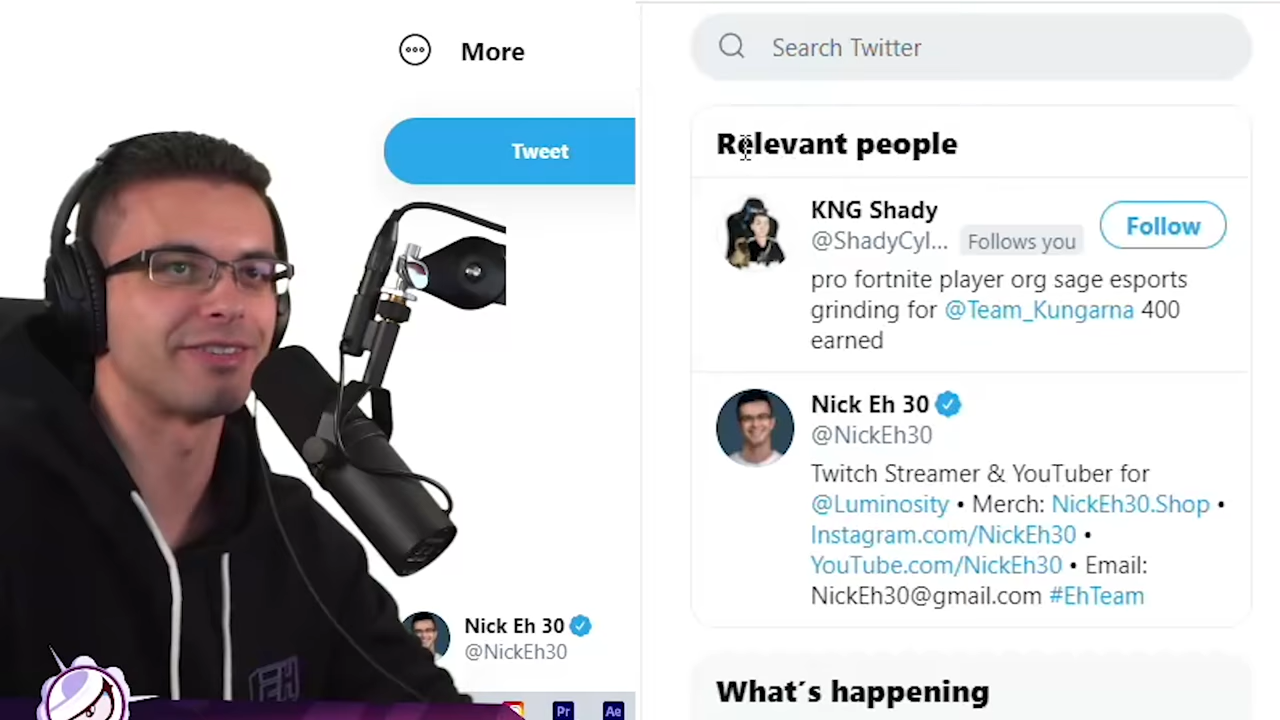 More
Tweet
Nick Eh 30
@NickEh30
Pr
Ae
Search Twitter
Relevant people
KNG Shady
@ShadyCyl...
Follows you
Follow
pro fortnite player org sage esports
grinding for @Team_Kungarna 400
earned
Nick Eh 30
@NickEh30
Twitch Streamer & YouTuber for
@Luminosity • Merch: NickEh30.Shop •
Instagram.com/NickEh30 •
YouTube.com/NickEh30 • Email:
NickEh30@gmail.com #EhTeam
What´s happening